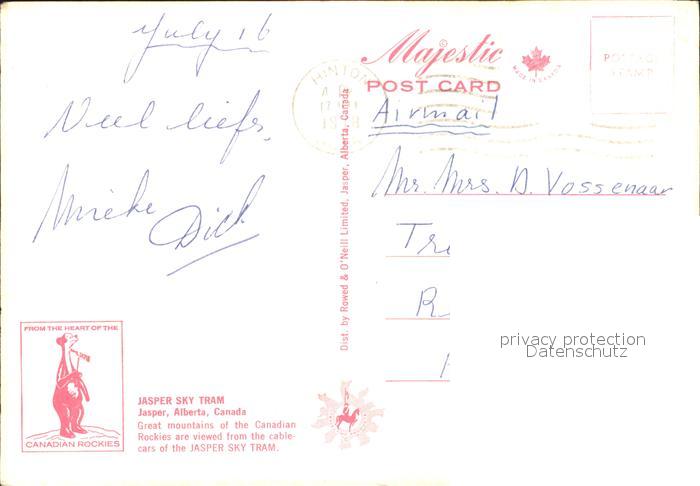 July 16
Veel liefs,
Mieke
Dick
FROM THE HEART OF THE
CANADIAN ROCKIES
JASPER SKY TRAM
Jasper, Alberta, Canada
Great mountains of the Canadian
Rockies are viewed from the cable-
cars of the JASPER SKY TRAM.
Dist. by Rowed & O'Neill Limited, Jasper, Alberta, Canada
Majestic
POST CARD
MADE IN CANADA
HINTON
POSTAGE
STAMP
Airmail
Mr. Mrs. D. Vossenaar
Tr
R
privacy protection
Datenschutz